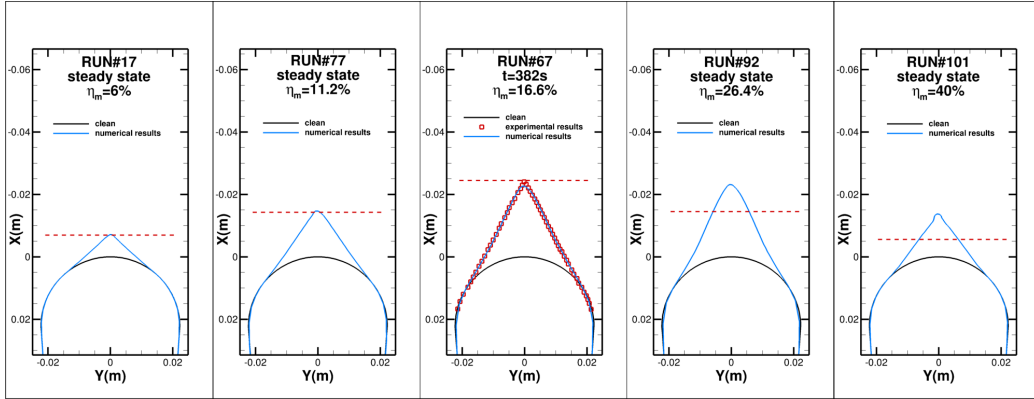 RUN#17
steady state
ηm=6%
clean
numerical results
-0.06
-0.04
-0.02
0
0.02
X(m)
-0.02 0 0.02
Y(m)
RUN#77
steady state
ηm=11.2%
clean
numerical results
-0.06
-0.04
-0.02
0
0.02
X(m)
-0.02 0 0.02
Y(m)
RUN#67
t=382s
ηm=16.6%
clean
experimental results
numerical results
-0.06
-0.04
-0.02
0
0.02
X(m)
-0.02 0 0.02
Y(m)
RUN#92
steady state
ηm=26.4%
clean
numerical results
-0.06
-0.04
-0.02
0
0.02
X(m)
-0.02 0 0.02
Y(m)
RUN#101
steady state
ηm=40%
clean
numerical results
-0.06
-0.04
-0.02
0
0.02
X(m)
-0.02 0 0.02
Y(m)